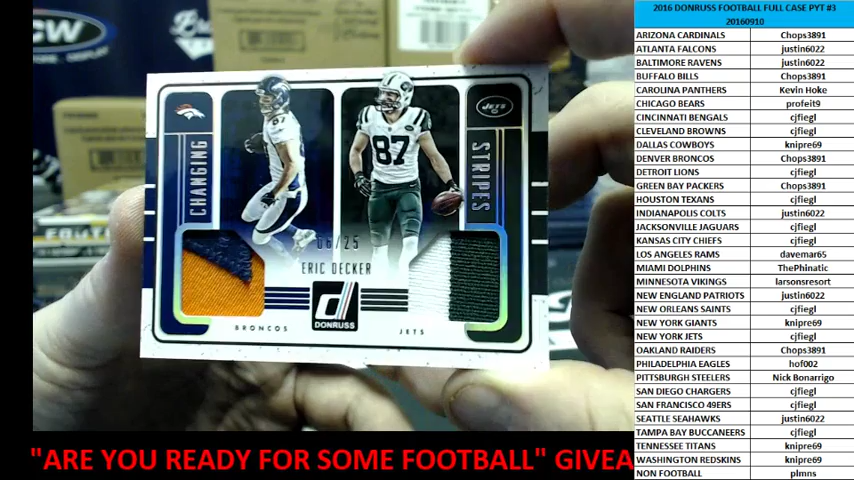 CW
JETS
87
87
CHANGING
STRIPES
06/25
ERIC DECKER
DONRUSS
BRONCOS
JETS
"ARE YOU READY FOR SOME FOOTBALL" GIVEA
2016 DONRUSS FOOTBALL FULL CASE PYT #3
20160910
ARIZONA CARDINALS Chops3891
ATLANTA FALCONS justin6022
BALTIMORE RAVENS justin6022
BUFFALO BILLS Chops3891
CAROLINA PANTHERS Kevin Hoke
CHICAGO BEARS profeit9
CINCINNATI BENGALS cjfiegl
CLEVELAND BROWNS cjfiegl
DALLAS COWBOYS knipre69
DENVER BRONCOS Chops3891
DETROIT LIONS cjfiegl
GREEN BAY PACKERS Chops3891
HOUSTON TEXANS cjfiegl
INDIANAPOLIS COLTS justin6022
JACKSONVILLE JAGUARS cjfiegl
KANSAS CITY CHIEFS cjfiegl
LOS ANGELES RAMS davemar65
MIAMI DOLPHINS ThePhinatic
MINNESOTA VIKINGS larsonsresort
NEW ENGLAND PATRIOTS justin6022
NEW ORLEANS SAINTS cjfiegl
NEW YORK GIANTS knipre69
NEW YORK JETS cjfiegl
OAKLAND RAIDERS Chops3891
PHILADELPHIA EAGLES hof002
PITTSBURGH STEELERS Nick Bonarrigo
SAN DIEGO CHARGERS cjfiegl
SAN FRANCISCO 49ERS cjfiegl
SEATTLE SEAHAWKS justin6022
TAMPA BAY BUCCANEERS cjfiegl
TENNESSEE TITANS knipre69
WASHINGTON REDSKINS knipre69
NON FOOTBALL plmns